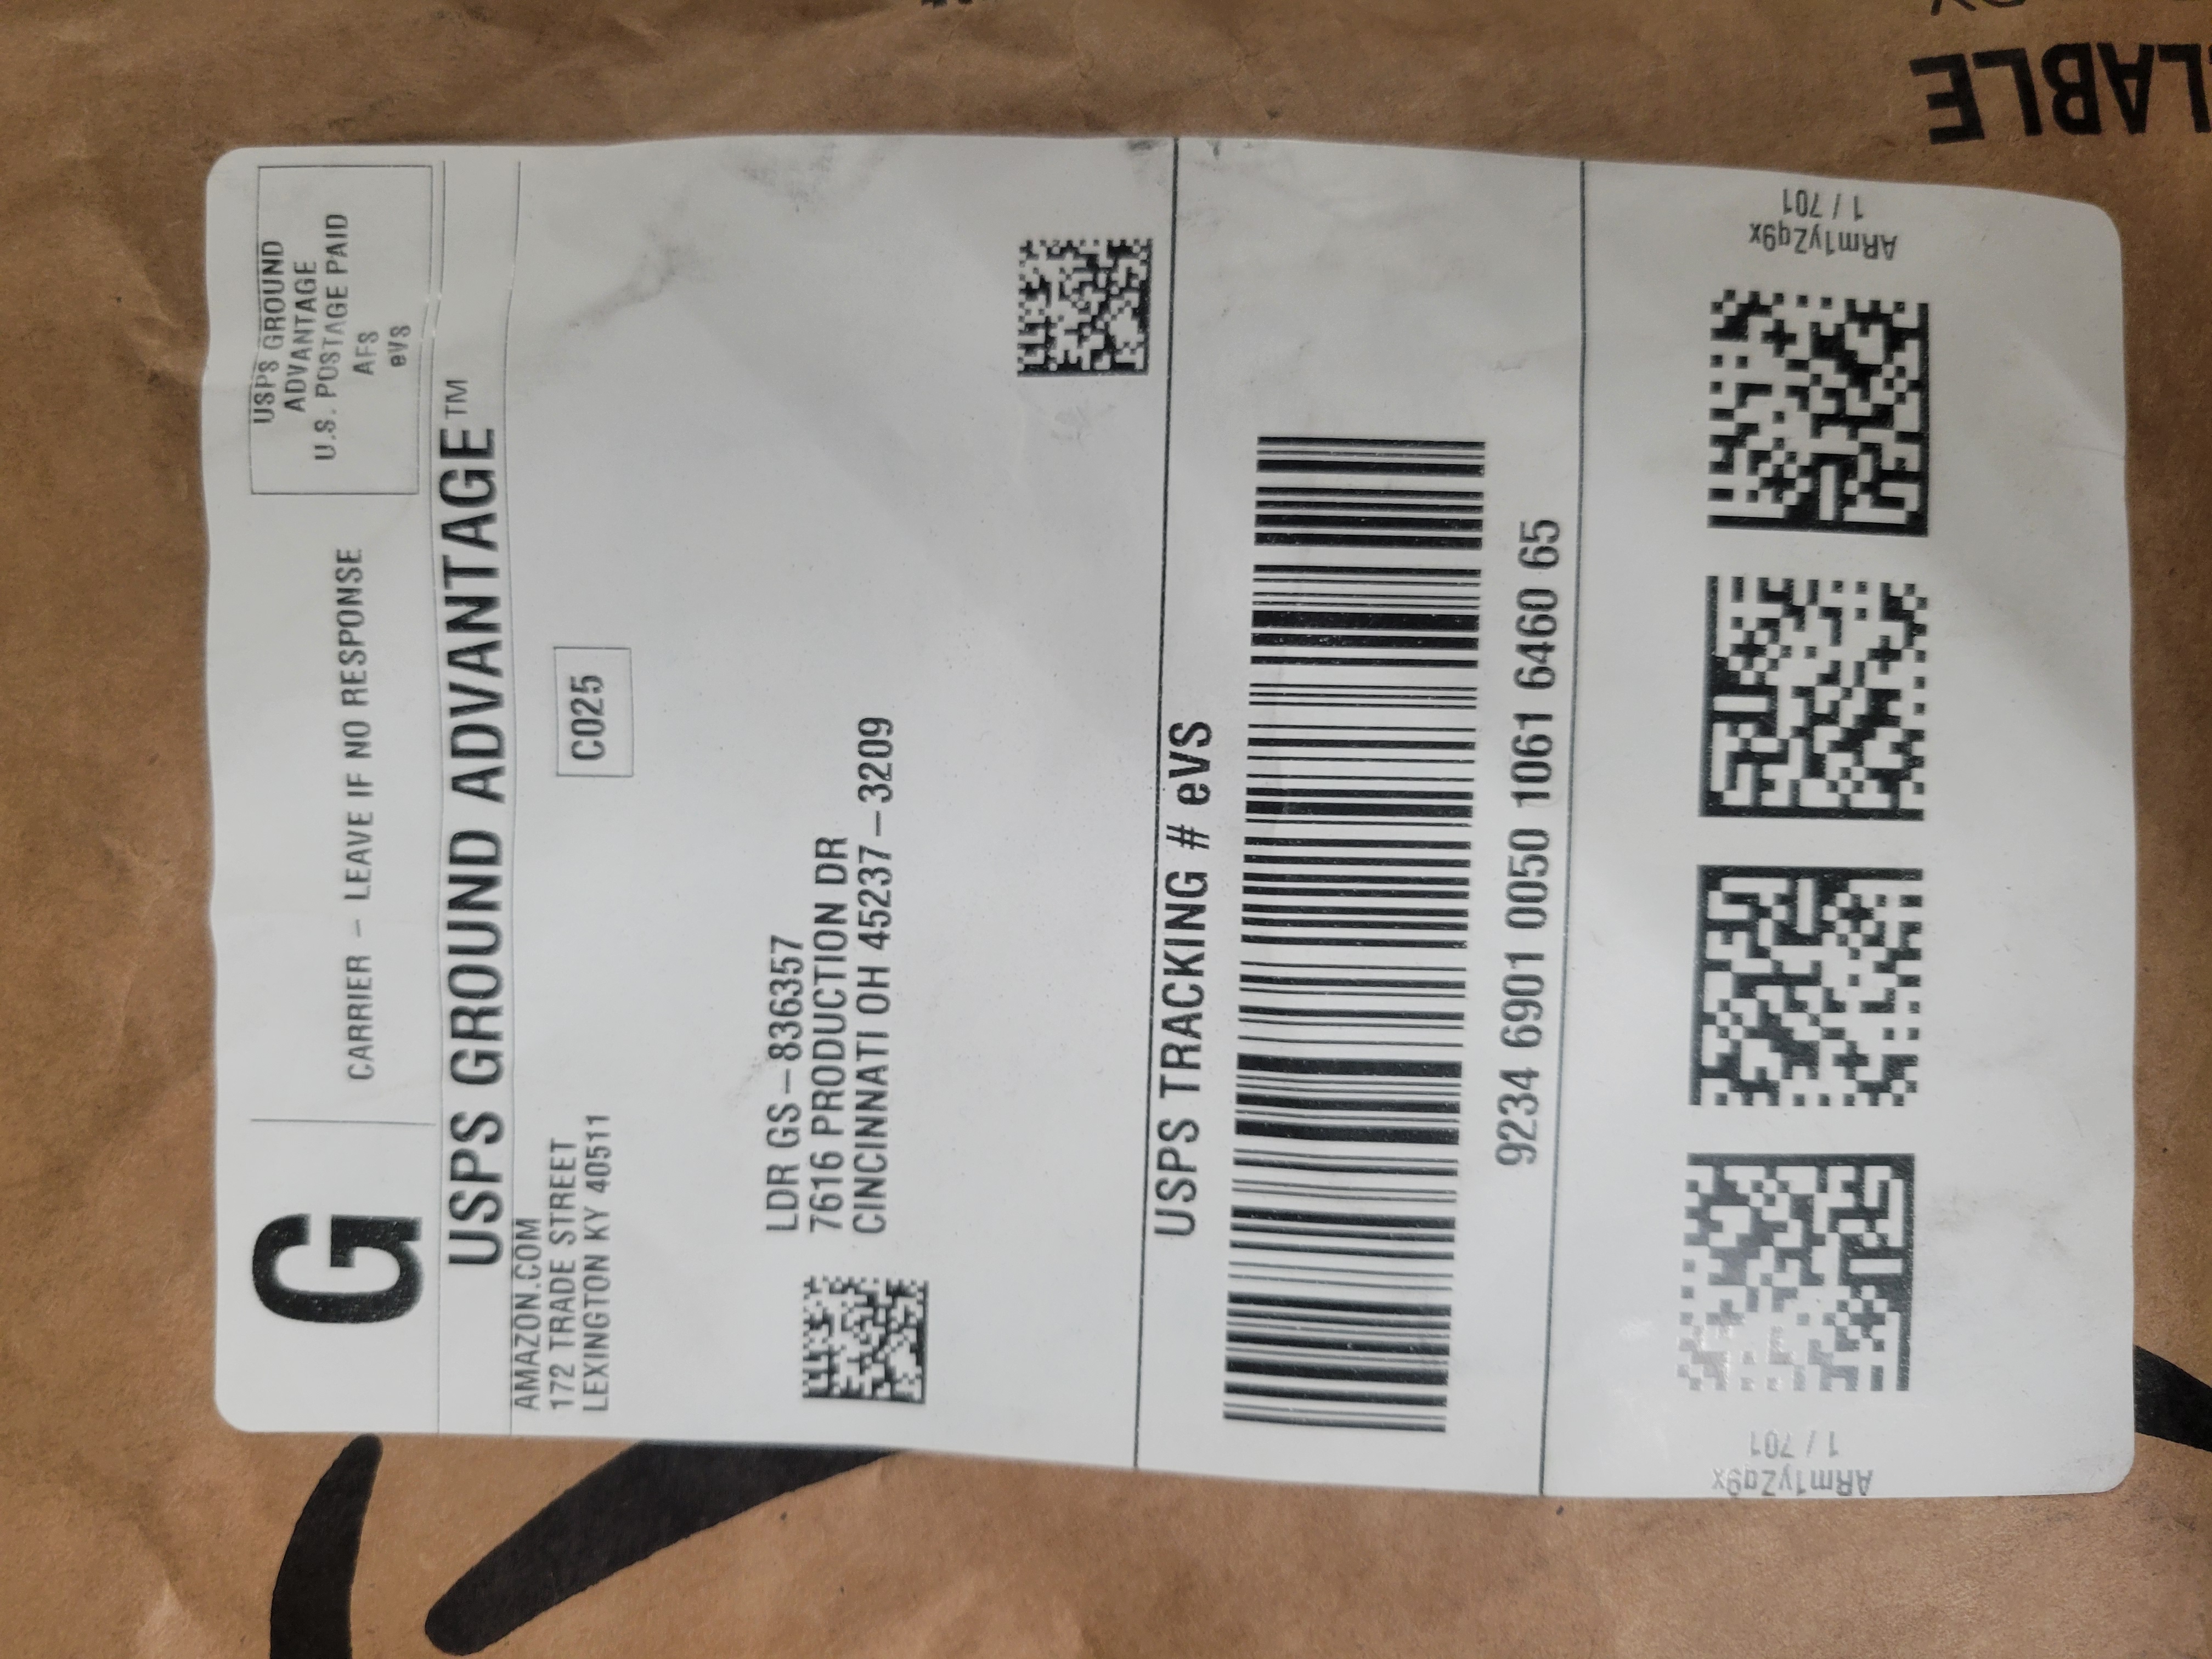 G
CARRIER – LEAVE IF NO RESPONSE
USPS GROUND
ADVANTAGE
U.S. POSTAGE PAID
AFS
eVS
USPS GROUND ADVANTAGE™
AMAZON.COM
172 TRADE STREET
LEXINGTON KY 40511
C025
LDR GS–836357
7616 PRODUCTION DR
CINCINNATI OH 45237–3209
USPS TRACKING # eVS
9234 6901 0050 1061 6460 65
ARm1yZq9x
1 / 701
ARm1yZq9x
1 / 701
LABLE